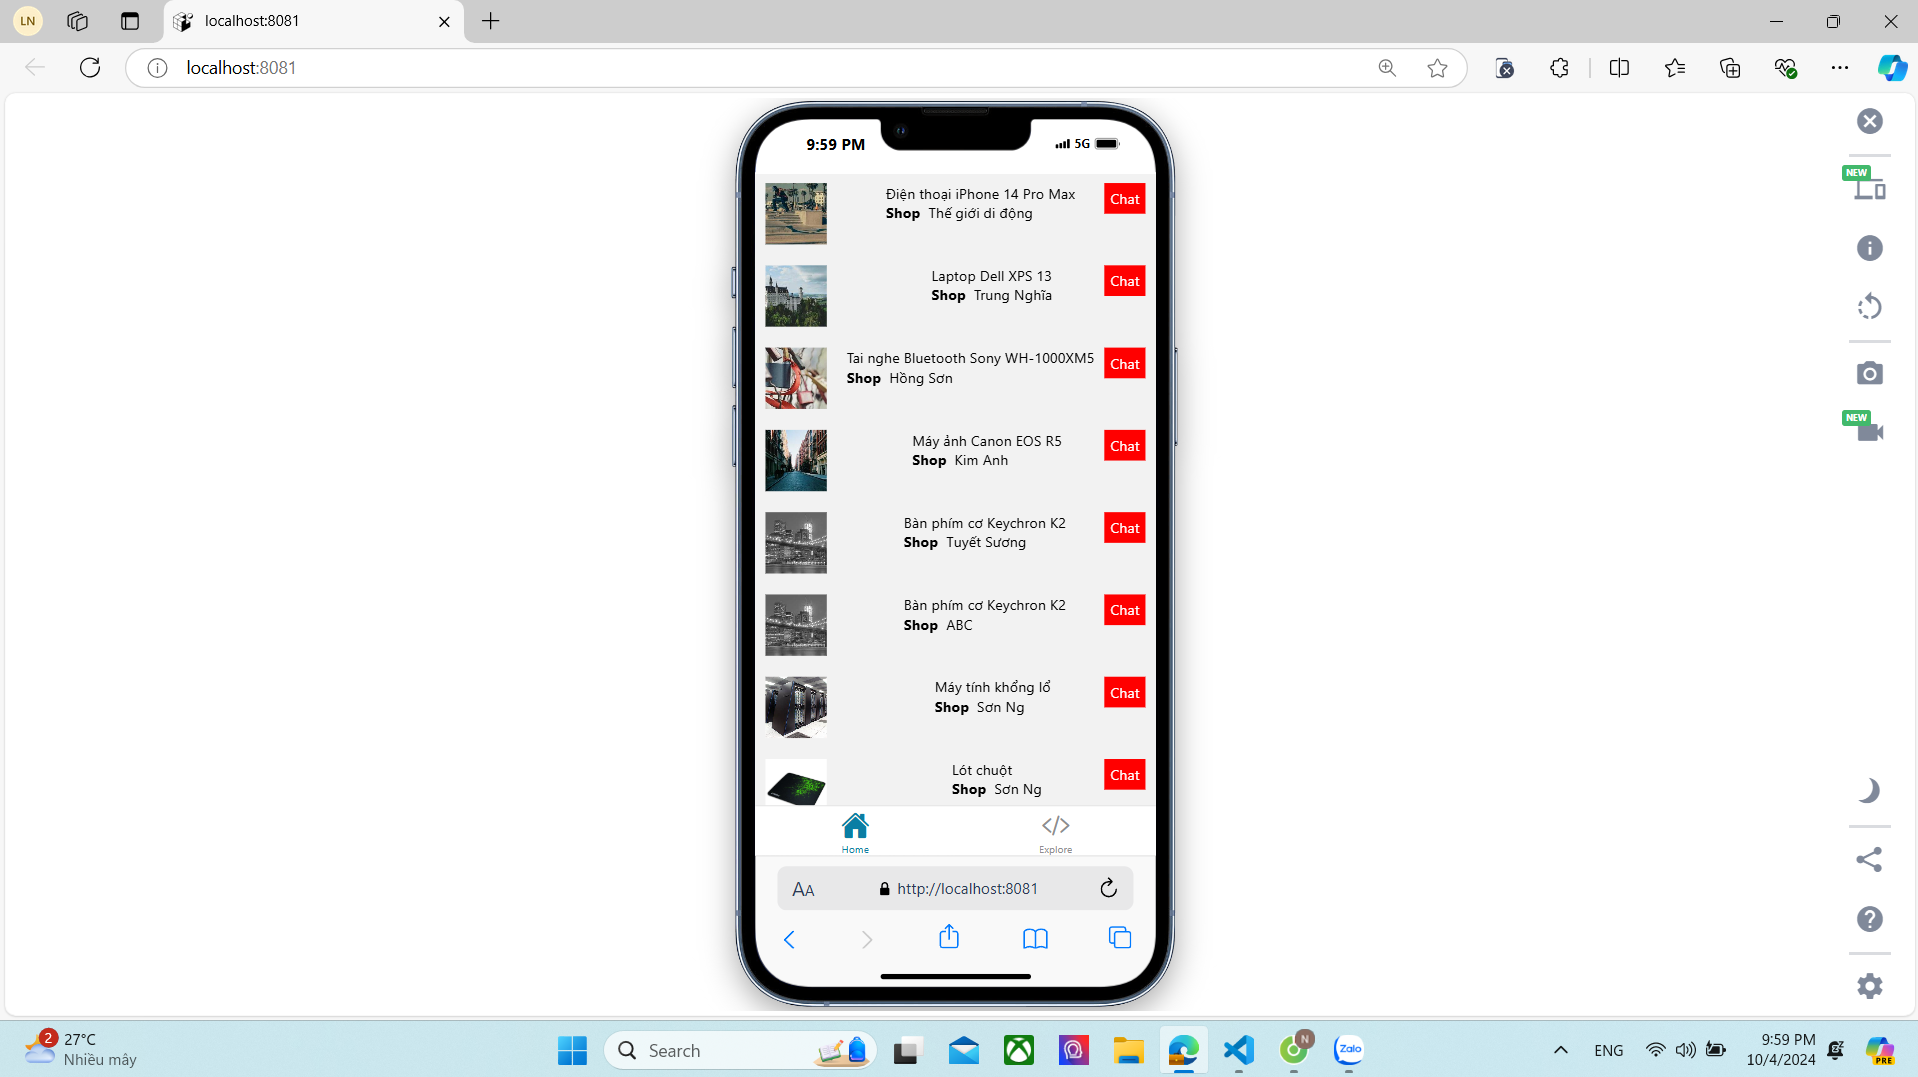 LN
localhost:8081
localhost:8081
9:59 PM
5G
Điện thoại iPhone 14 Pro Max
Shop Thế giới di động
Chat
Laptop Dell XPS 13
Shop Trung Nghĩa
Chat
Tai nghe Bluetooth Sony WH-1000XM5
Shop Hồng Sơn
Chat
Máy ảnh Canon EOS R5
Shop Kim Anh
Chat
Bàn phím cơ Keychron K2
Shop Tuyết Sương
Chat
Bàn phím cơ Keychron K2
Shop ABC
Chat
Máy tính khổng lồ
Shop Sơn Ng
Chat
Lót chuột
Shop Sơn Ng
Chat
Home
Explore
AA
http://localhost:8081
NEW
NEW
2
27°C
Nhiều mây
Search
N
Zalo
ENG
9:59 PM
10/4/2024
PRE